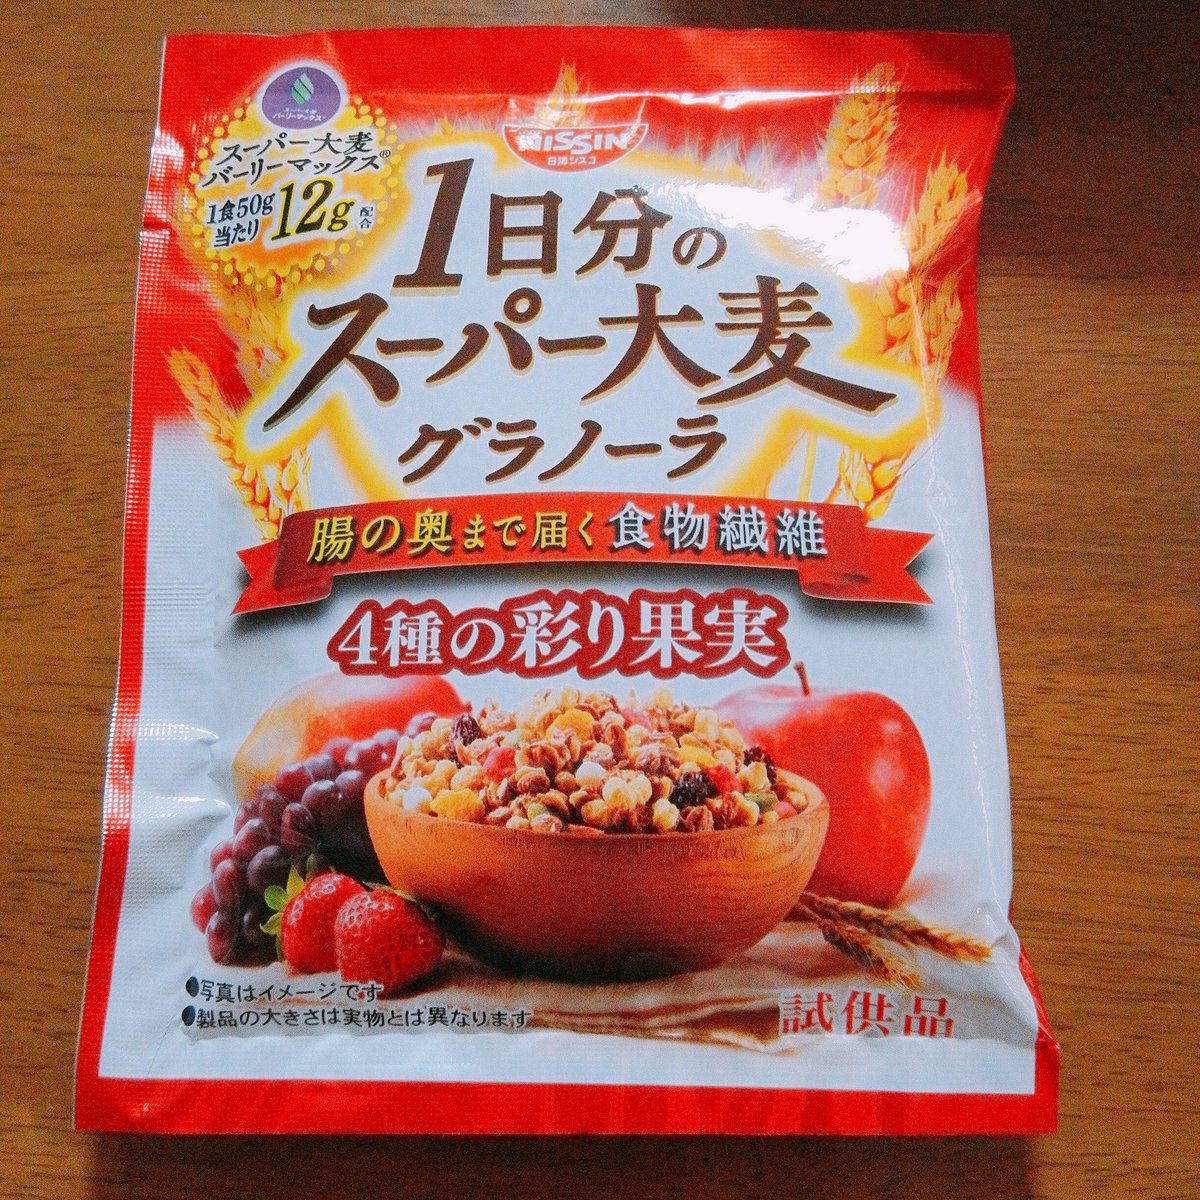 スーパー大麦
バーリーマックス™
スーパー大麦
バーリーマックス®
1食50g
当たり
12g
配合
NISSIN
日清シスコ
1日分の
スーパー大麦
グラノーラ
腸の奥まで届く食物繊維
4種の彩り果実
●写真はイメージです
●製品の大きさは実物とは異なります
試供品